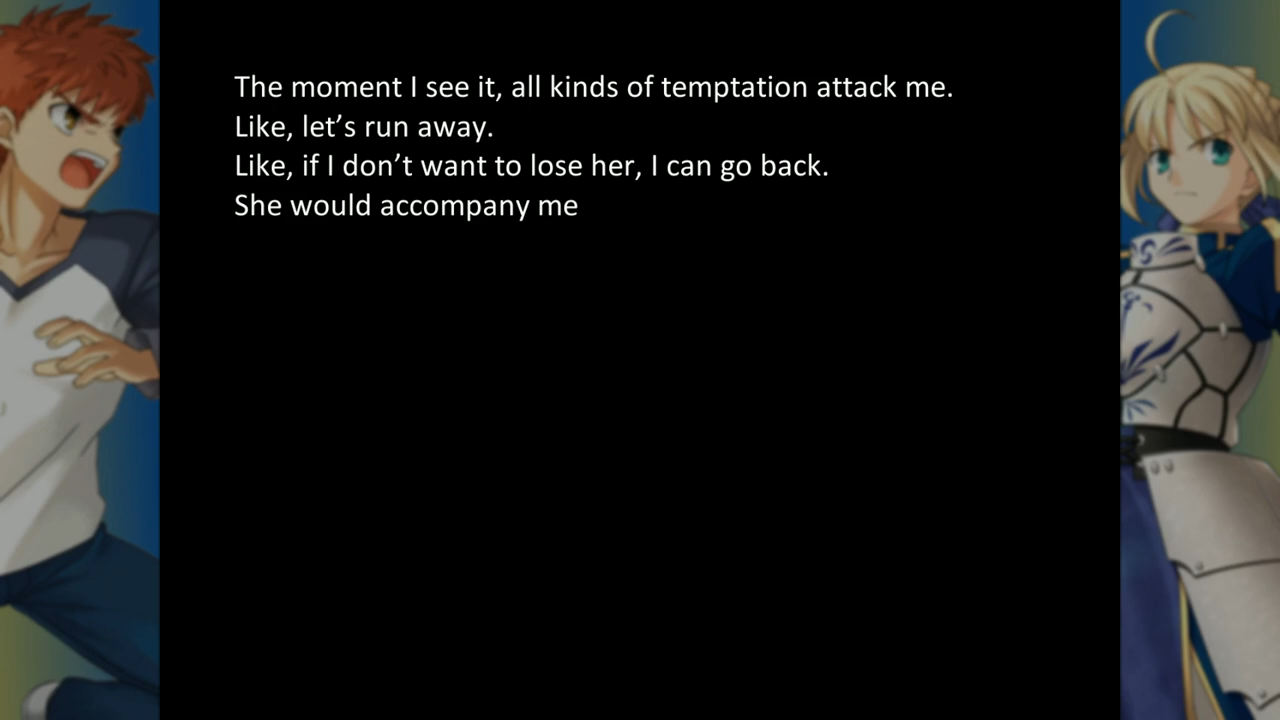 The moment I see it, all kinds of temptation attack me.
Like, let’s run away.
Like, if I don’t want to lose her, I can go back.
She would accompany me